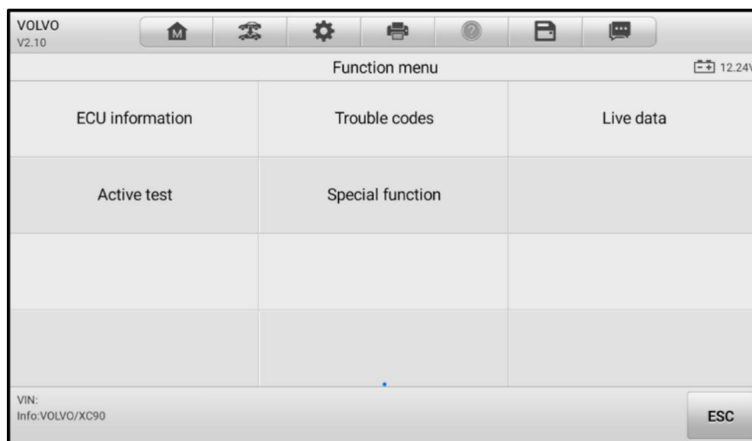 VOLVO
V2.10
M
Function menu
12.24V
ECU information
Trouble codes
Live data
Active test
Special function
VIN:
Info:VOLVO/XC90
ESC